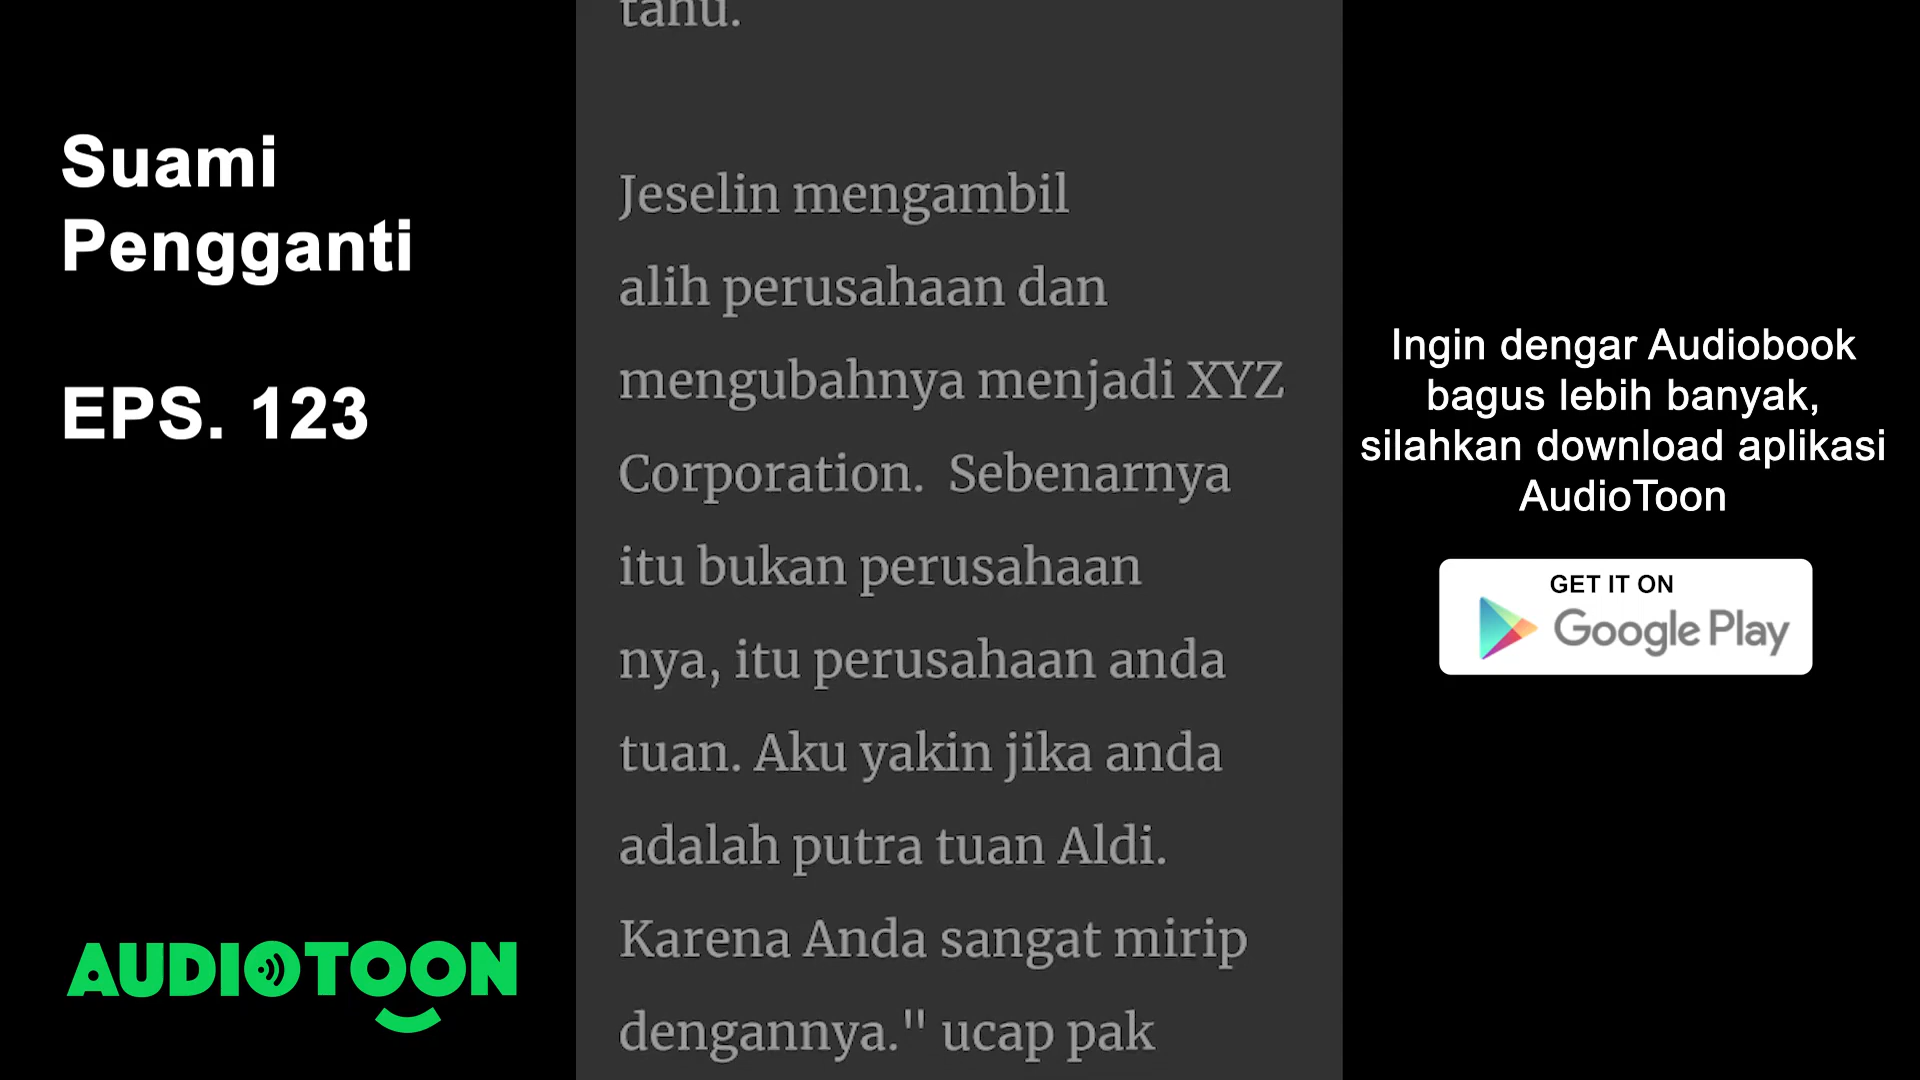 Suami
Pengganti
EPS. 123
AUDIOTOON
tanu.
Jeselin mengambil
alih perusahaan dan
mengubahnya menjadi XYZ
Corporation.  Sebenarnya
itu bukan perusahaan
nya, itu perusahaan anda
tuan. Aku yakin jika anda
adalah putra tuan Aldi.
Karena Anda sangat mirip
dengannya." ucap pak
Ingin dengar Audiobook
bagus lebih banyak,
silahkan download aplikasi
AudioToon
GET IT ON
Google Play